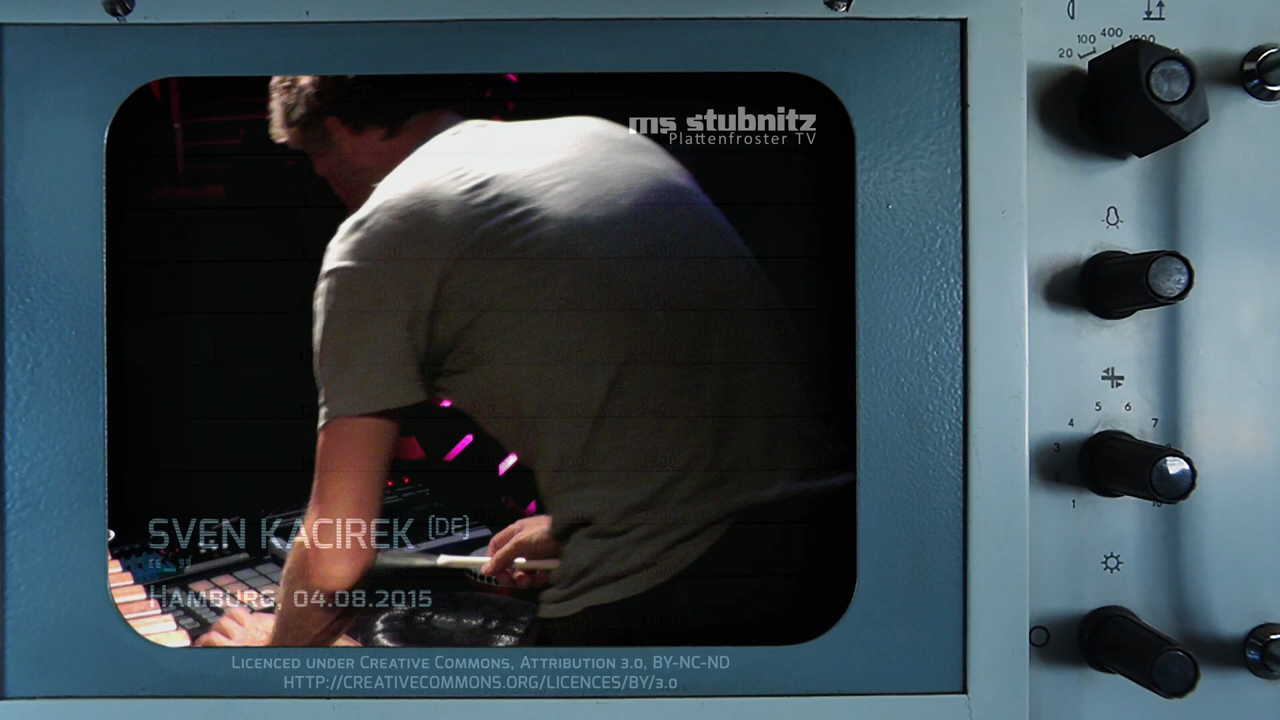 20 100 400 1000
ms stubnitz
Plattenfroster TV
4 5 6 7
3
1 10
SVEN KACIREK [DE]
HAMBURG, 04.08.2015
LICENCED UNDER CREATIVE COMMONS, ATTRIBUTION 3.0, BY-NC-ND
HTTP://CREATIVECOMMONS.ORG/LICENCES/BY/3.0